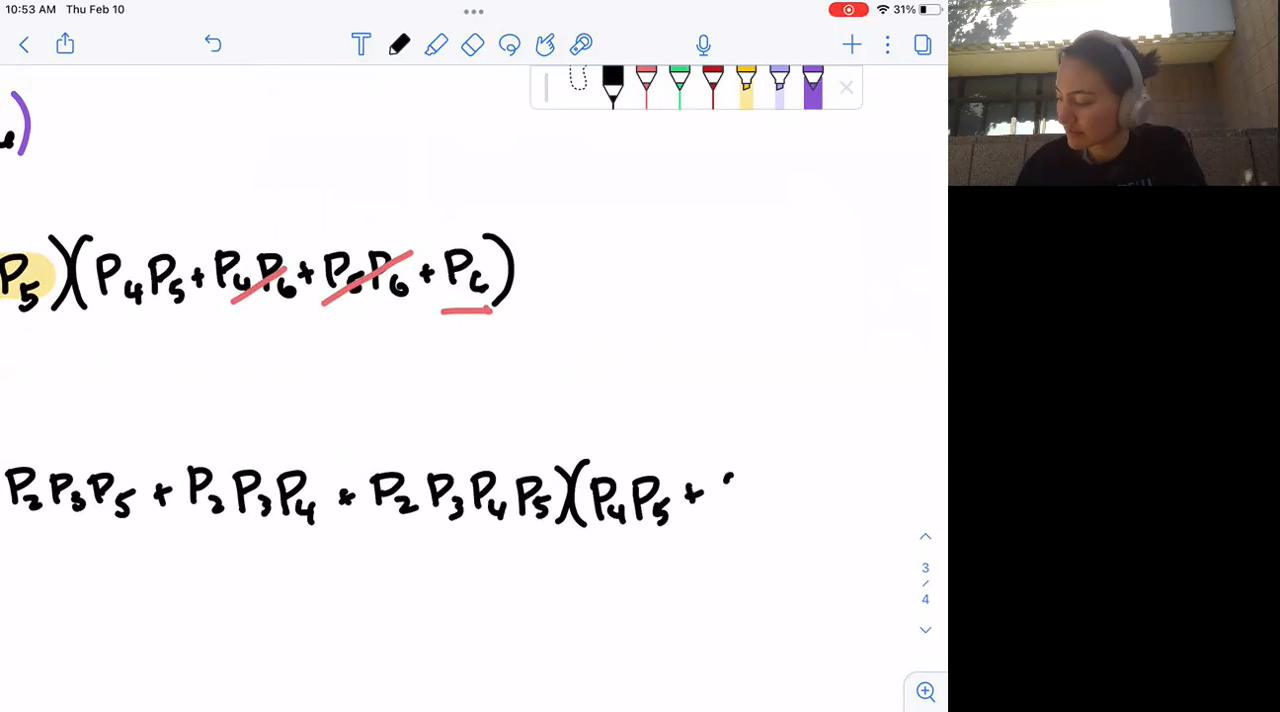 10:53 AM Thu Feb 10
31%
T
)
P₅)(P₄P₅ + P₄P₆ + P₅P₆ + P₆)
P₂P₃P₅ + P₂P₃P₄ + P₂P₃P₄P₅)(P₄P₅ +
3
/
4